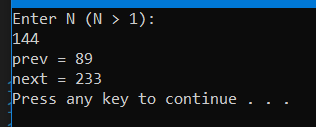 Enter N (N > 1):
144
prev = 89
next = 233
Press any key to continue . . .